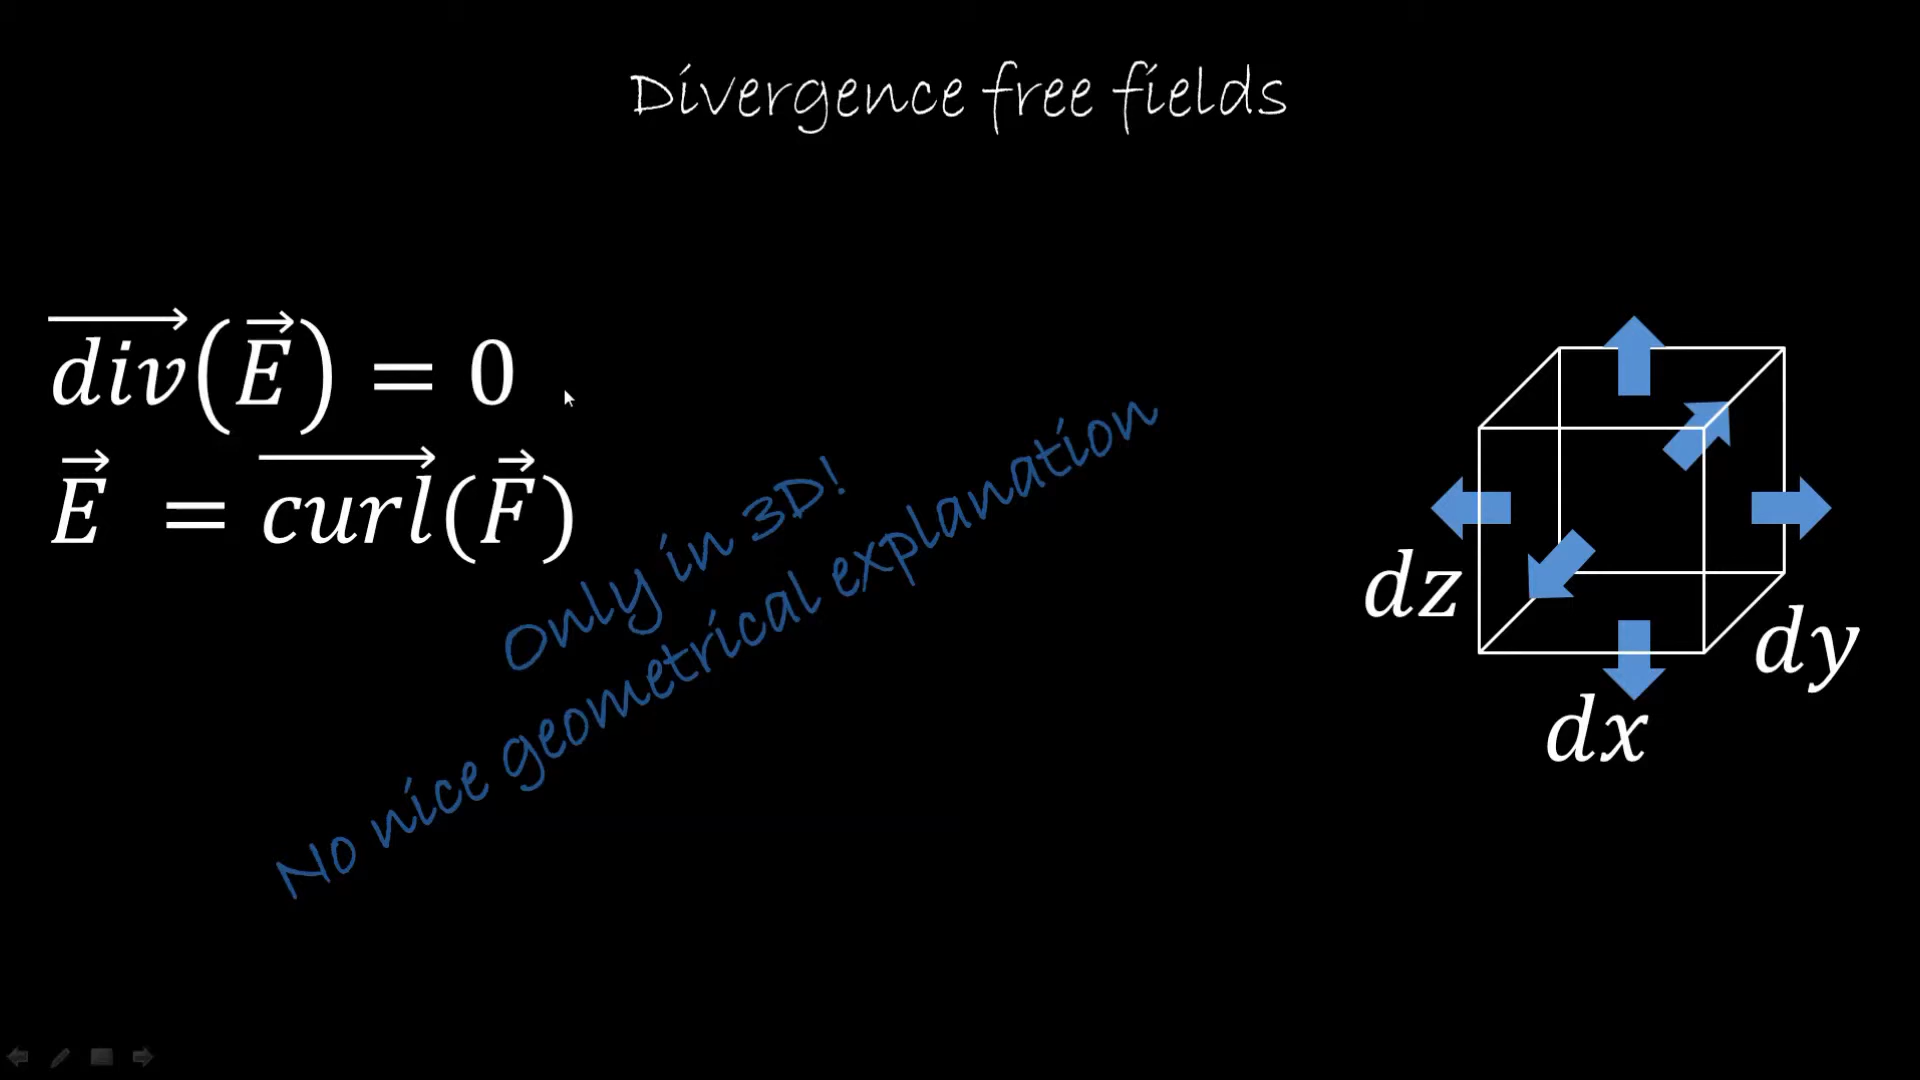 Divergence free fields
div(E) = 0
E = curl(F)
Only in 3D!
No nice geometrical explanation
dz
dy
dx